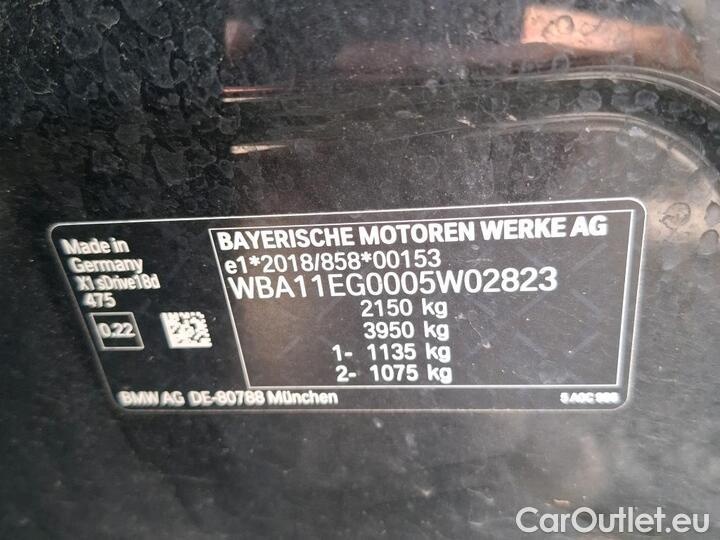 BAYERISCHE MOTOREN WERKE AG
e1*2018/858*00153
WBA11EG0005W02823
2150 kg
3950 kg
1- 1135 kg
2- 1075 kg
Made in
Germany
X1 sDrive18d
475
0.22
BMW AG DE-80788 München
CarOutlet.eu